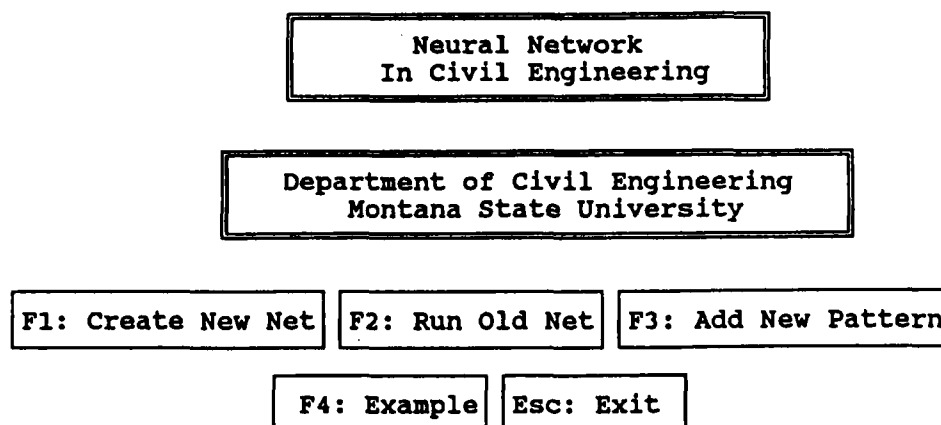 Neural Network
In Civil Engineering
Department of Civil Engineering
Montana State University
F1: Create New Net
F2: Run Old Net
F3: Add New Pattern
F4: Example
Esc: Exit